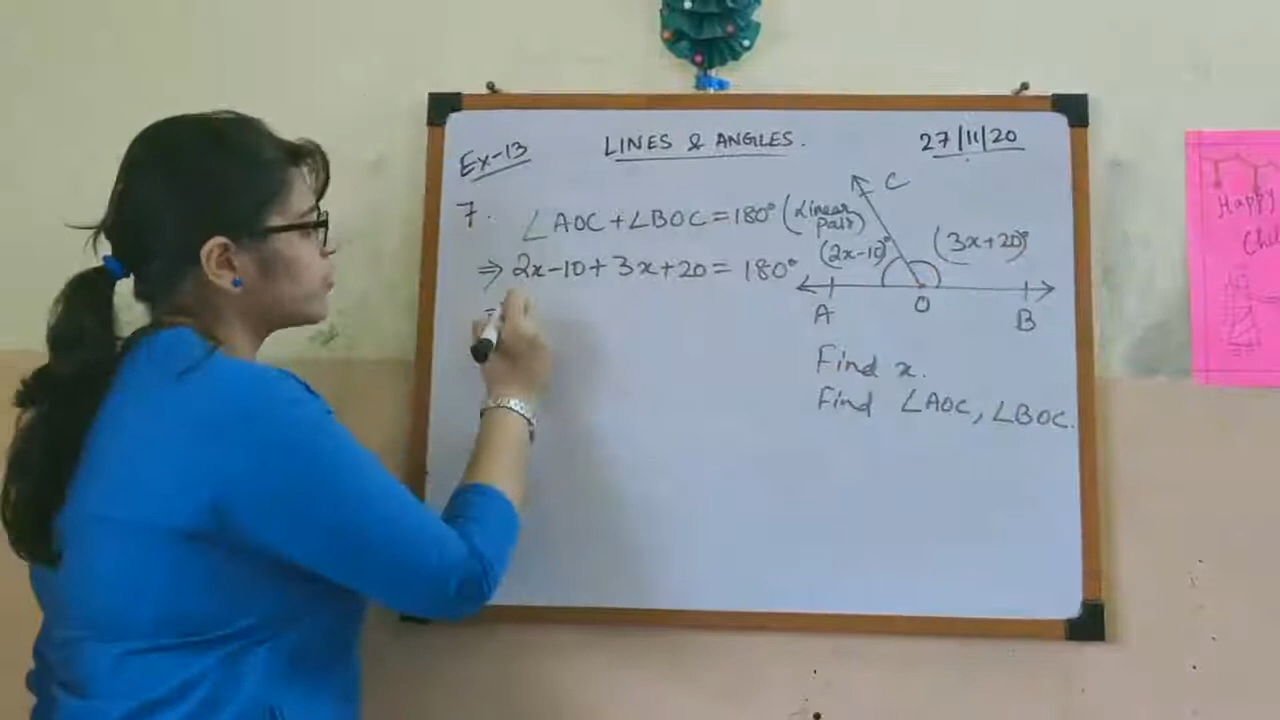 Ex-13
LINES & ANGLES.
27/11/20
7.
∠AOC+∠BOC=180° (Linear pair)
⇒ 2x-10+3x+20= 180°
C
(2x-10)°
(3x+20)°
A
O
B
Find x.
Find ∠AOC, ∠BOC.
Happy